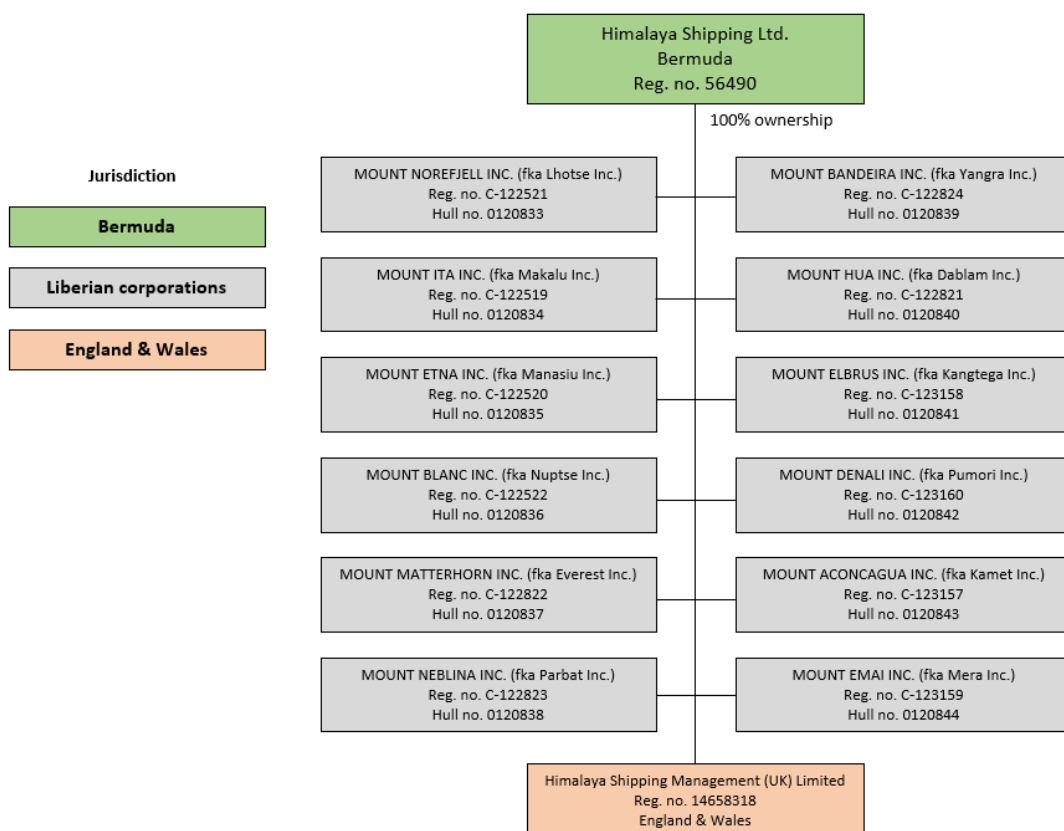 Himalaya Shipping Ltd.
Bermuda
Reg. no. 56490
100% ownership
Jurisdiction
Bermuda
Liberian corporations
England & Wales
MOUNT NOREFJELL INC. (fka Lhotse Inc.)
Reg. no. C-122521
Hull no. 0120833
MOUNT BANDEIRA INC. (fka Yangra Inc.)
Reg. no. C-122824
Hull no. 0120839
MOUNT ITA INC. (fka Makalu Inc.)
Reg. no. C-122519
Hull no. 0120834
MOUNT HUA INC. (fka Dablam Inc.)
Reg. no. C-122821
Hull no. 0120840
MOUNT ETNA INC. (fka Manasiu Inc.)
Reg. no. C-122520
Hull no. 0120835
MOUNT ELBRUS INC. (fka Kangtega Inc.)
Reg. no. C-123158
Hull no. 0120841
MOUNT BLANC INC. (fka Nuptse Inc.)
Reg. no. C-122522
Hull no. 0120836
MOUNT DENALI INC. (fka Pumori Inc.)
Reg. no. C-123160
Hull no. 0120842
MOUNT MATTERHORN INC. (fka Everest Inc.)
Reg. no. C-122822
Hull no. 0120837
MOUNT ACONCAGUA INC. (fka Kamet Inc.)
Reg. no. C-123157
Hull no. 0120843
MOUNT NEBLINA INC. (fka Parbat Inc.)
Reg. no. C-122823
Hull no. 0120838
MOUNT EMAI INC. (fka Mera Inc.)
Reg. no. C-123159
Hull no. 0120844
Himalaya Shipping Management (UK) Limited
Reg. no. 14658318
England & Wales